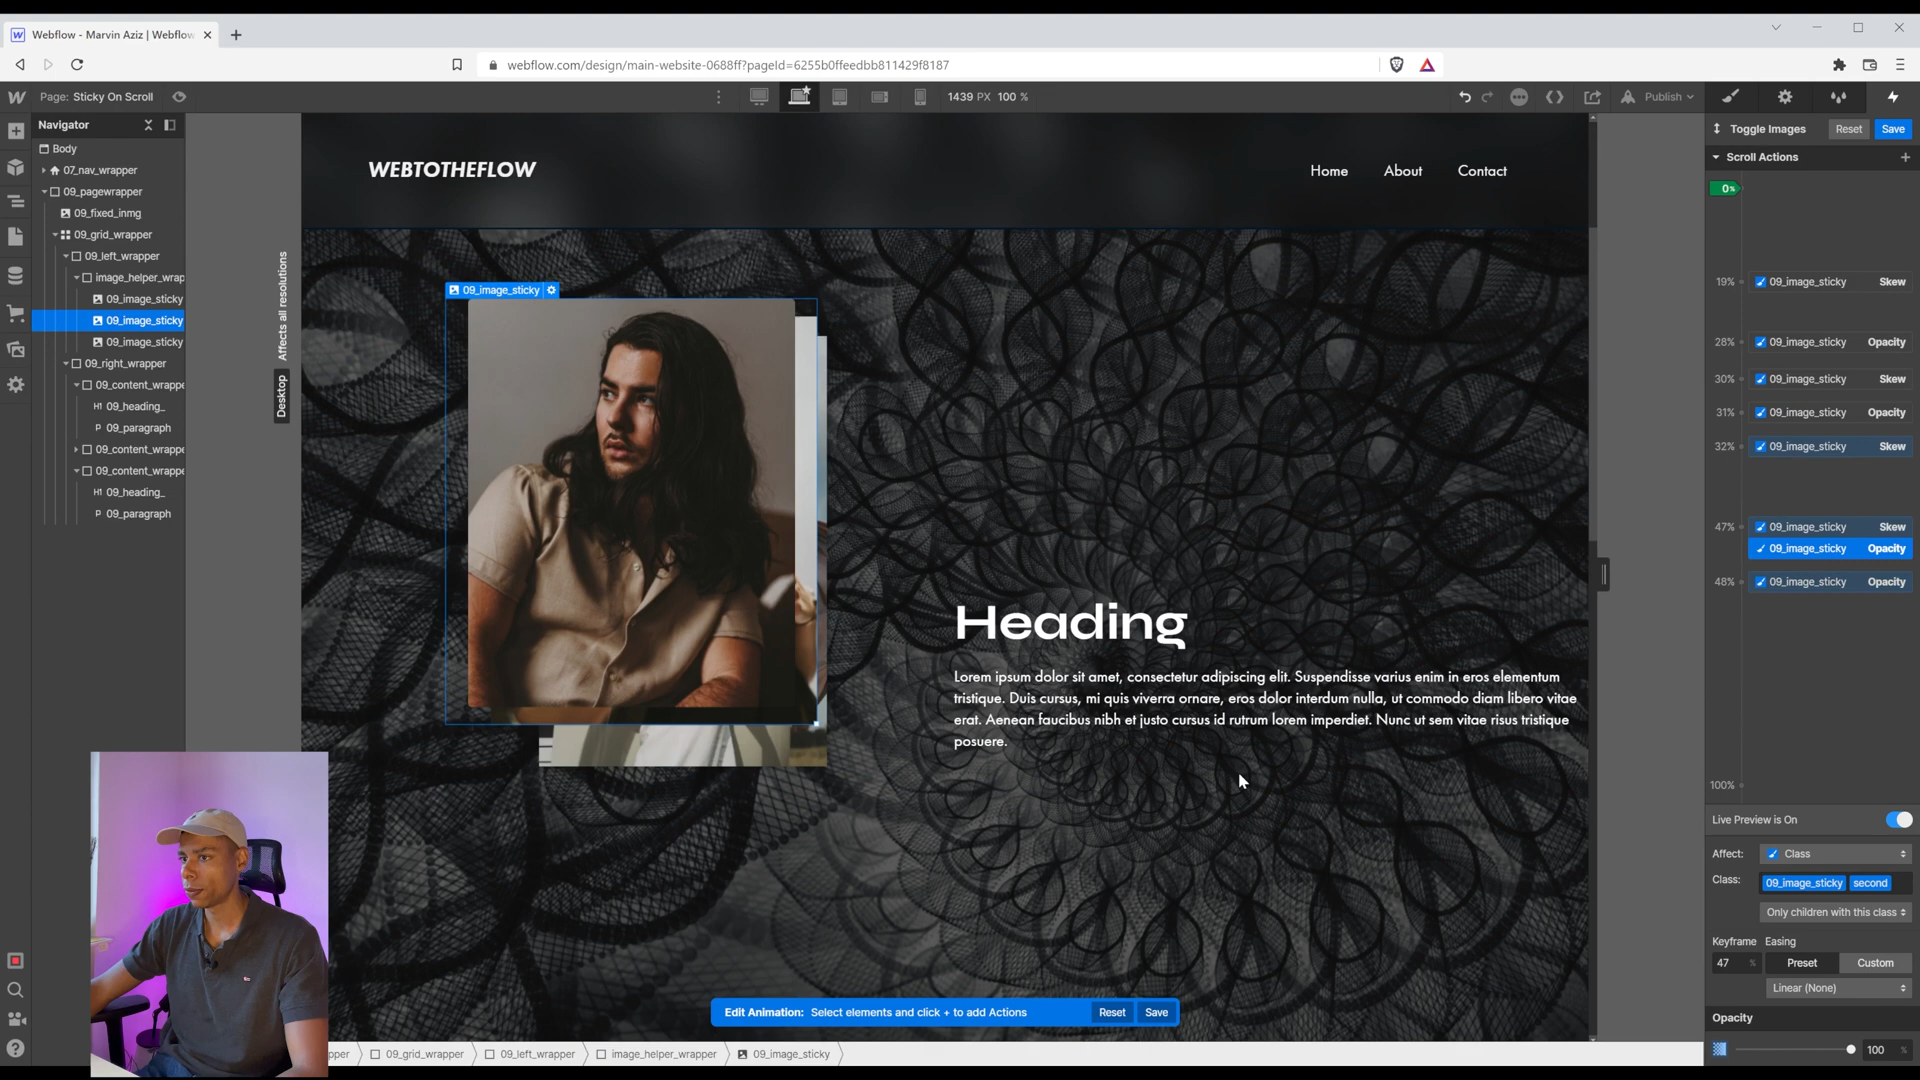 Webflow - Marvin Aziz | Webflow
webflow.com/design/main-website-0688ff?pageId=6255b0ffeedbb811429f8187
Page: Sticky On Scroll
1439 PX 100 %
Publish
Navigator
Body
07_nav_wrapper
09_pagewrapper
09_fixed_inmg
09_grid_wrapper
09_left_wrapper
image_helper_wrap
09_image_sticky
09_image_sticky
09_image_sticky
09_right_wrapper
09_content_wrappe
H1 09_heading_
P 09_paragraph
09_content_wrappe
09_content_wrappe
H1 09_heading_
P 09_paragraph
Affects all resolutions
Desktop
WEBTOTHEFLOW
Home About Contact
09_image_sticky
Heading
Lorem ipsum dolor sit amet, consectetur adipiscing elit. Suspendisse varius enim in eros elementum
tristique. Duis cursus, mi quis viverra ornare, eros dolor interdum nulla, ut commodo diam libero vitae
erat. Aenean faucibus nibh et justo cursus id rutrum lorem imperdiet. Nunc ut sem vitae risus tristique
posuere.
Edit Animation: Select elements and click + to add Actions Reset Save
pper 09_grid_wrapper 09_left_wrapper image_helper_wrapper 09_image_sticky
Toggle Images Reset Save
Scroll Actions
0%
19% 09_image_sticky Skew
28% 09_image_sticky Opacity
30% 09_image_sticky Skew
31% 09_image_sticky Opacity
32% 09_image_sticky Skew
47% 09_image_sticky Skew
09_image_sticky Opacity
48% 09_image_sticky Opacity
100%
Live Preview is On
Affect: Class
Class: 09_image_sticky second
Only children with this class
Keyframe Easing
47 % Preset Custom
Linear (None)
Opacity
100 %